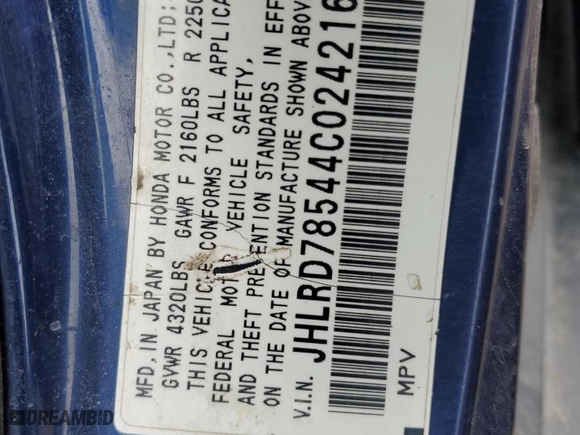 MFD. IN JAPAN BY HONDA MOTOR CO.,LTD:
GVWR 4320LBS GAWR F 2160LBS R 2250
THIS VEHICLE CONFORMS TO ALL APPLICA
FEDERAL MOTOR VEHICLE SAFETY,
AND THEFT PREVENTION STANDARDS IN EFF
ON THE DATE OF MANUFACTURE SHOWN ABOV
V.I.N. JHLRD78544C024216
MPV
DREAMBID